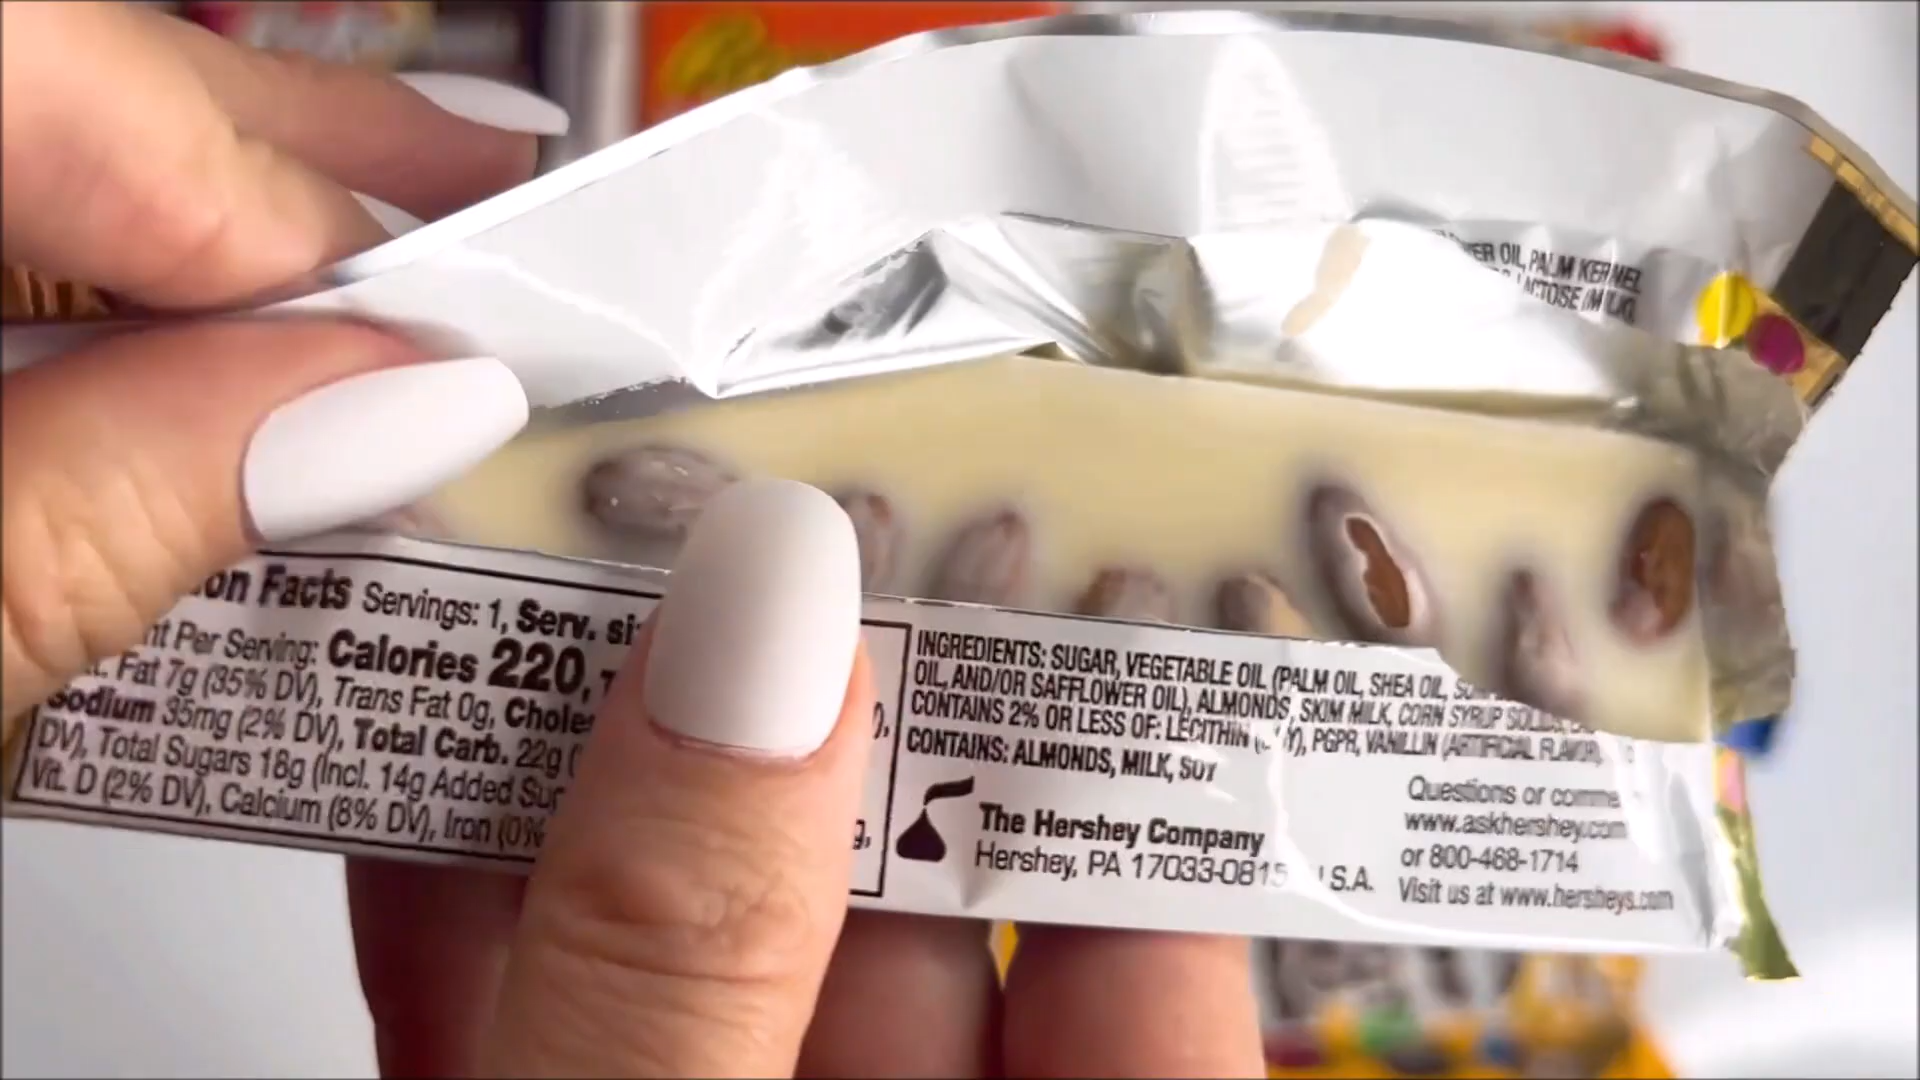 ER OIL, PALM KERNEL
LACTOSE (MILK),
on Facts Servings: 1, Serv. si
nt Per Serving: Calories 220,
t. Fat 7g (35% DV), Trans Fat 0g, Choles
Sodium 35mg (2% DV), Total Carb. 22g (
DV), Total Sugars 18g (Incl. 14g Added Sug
Vit. D (2% DV), Calcium (8% DV), Iron (0%
INGREDIENTS: SUGAR, VEGETABLE OIL (PALM OIL, SHEA OIL,
OIL, AND/OR SAFFLOWER OIL), ALMONDS, SKIM MILK, CORN SYRUP SOLIDS,
CONTAINS 2% OR LESS OF: LECITHIN ( Y), PGPR, VANILLIN (ARTIFICIAL FLAVOR),
CONTAINS: ALMONDS, MILK, SOY
The Hershey Company
Hershey, PA 17033-0815 U.S.A.
Questions or comme
www.askhershey.com
or 800-468-1714
Visit us at www.hersheys.com